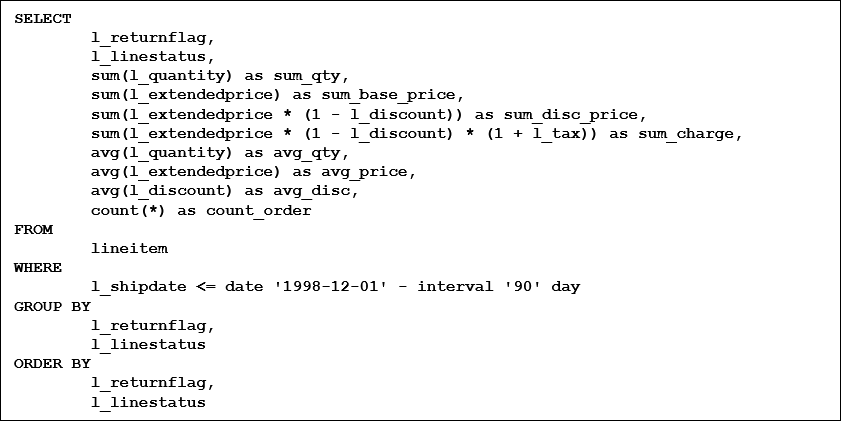 SELECT
l_returnflag,
l_linestatus,
sum(l_quantity) as sum_qty,
sum(l_extendedprice) as sum_base_price,
sum(l_extendedprice * (1 - l_discount)) as sum_disc_price,
sum(l_extendedprice * (1 - l_discount) * (1 + l_tax)) as sum_charge,
avg(l_quantity) as avg_qty,
avg(l_extendedprice) as avg_price,
avg(l_discount) as avg_disc,
count(*) as count_order
FROM
lineitem
WHERE
l_shipdate <= date '1998-12-01' - interval '90' day
GROUP BY
l_returnflag,
l_linestatus
ORDER BY
l_returnflag,
l_linestatus